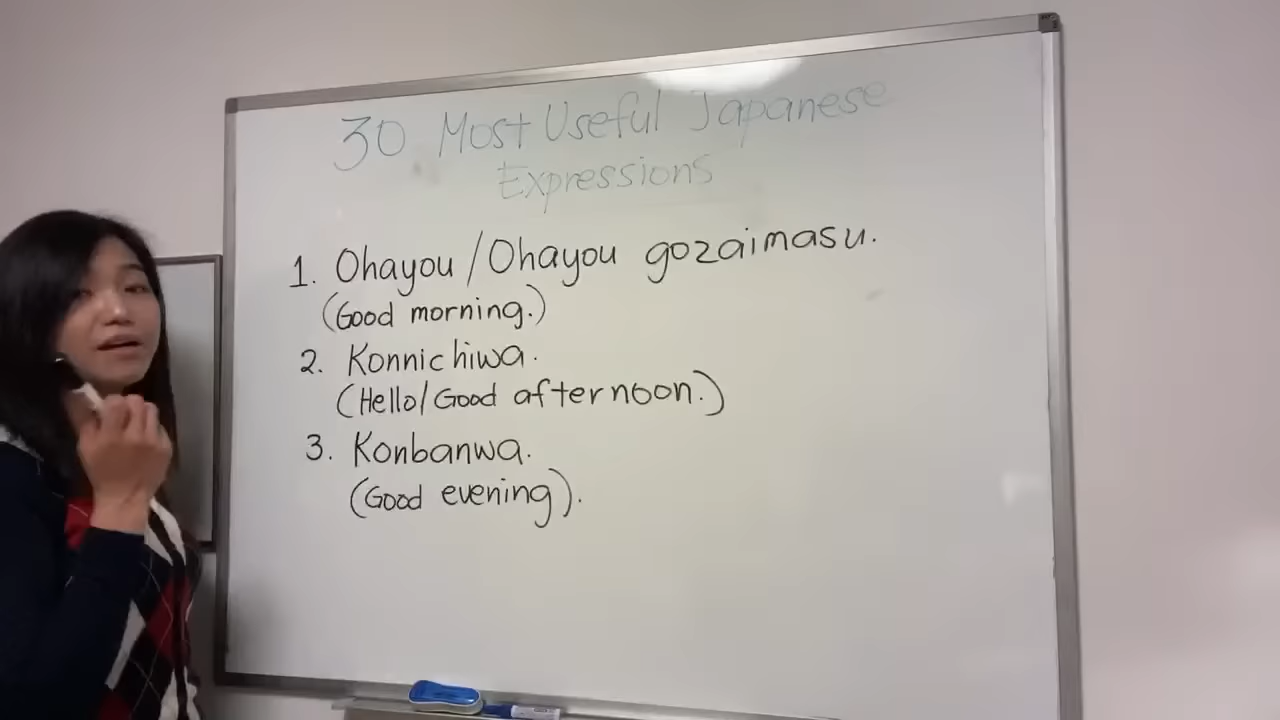 30 Most Useful Japanese
Expressions
1. Ohayou/Ohayou gozaimasu.
(Good morning.)
2. Konnichiwa.
(Hello/Good afternoon.)
3. Konbanwa.
(Good evening).